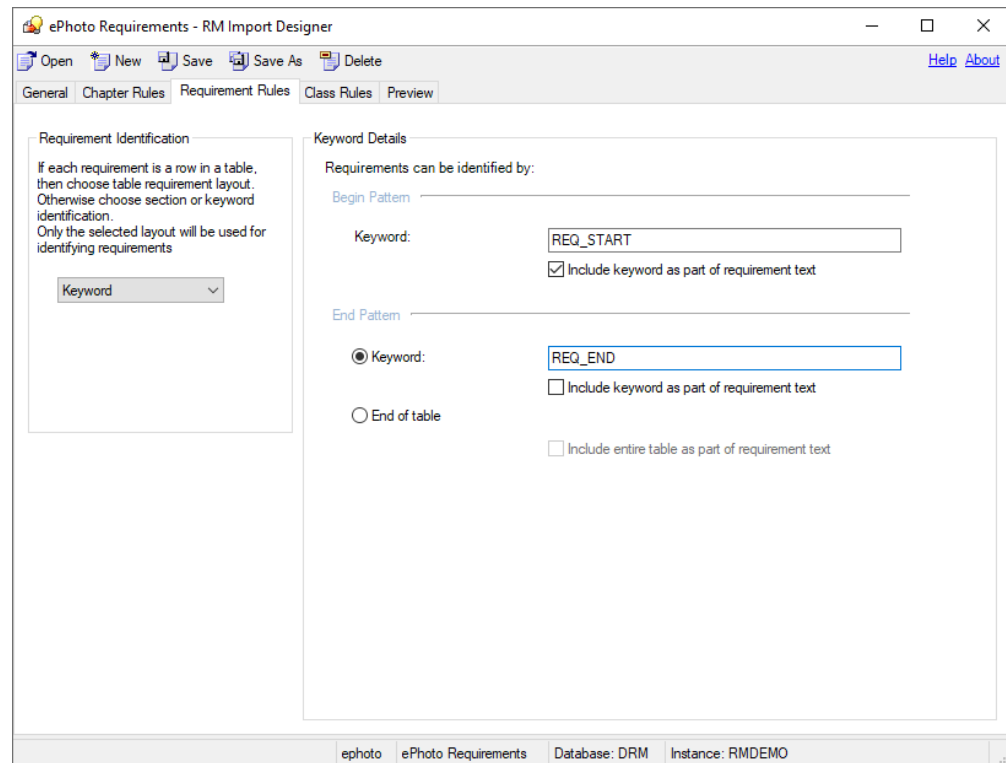 ePhoto Requirements - RM Import Designer
Open New Save Save As Delete Help About
General Chapter Rules Requirement Rules Class Rules Preview
Requirement Identification
If each requirement is a row in a table,
then choose table requirement layout.
Otherwise choose section or keyword
identification.
Only the selected layout will be used for
identifying requirements
Keyword
Keyword Details
Requirements can be identified by:
Begin Pattern
Keyword: REQ_START
Include keyword as part of requirement text
End Pattern
Keyword: REQ_END
Include keyword as part of requirement text
End of table
Include entire table as part of requirement text
ephoto ePhoto Requirements Database: DRM Instance: RMDEMO